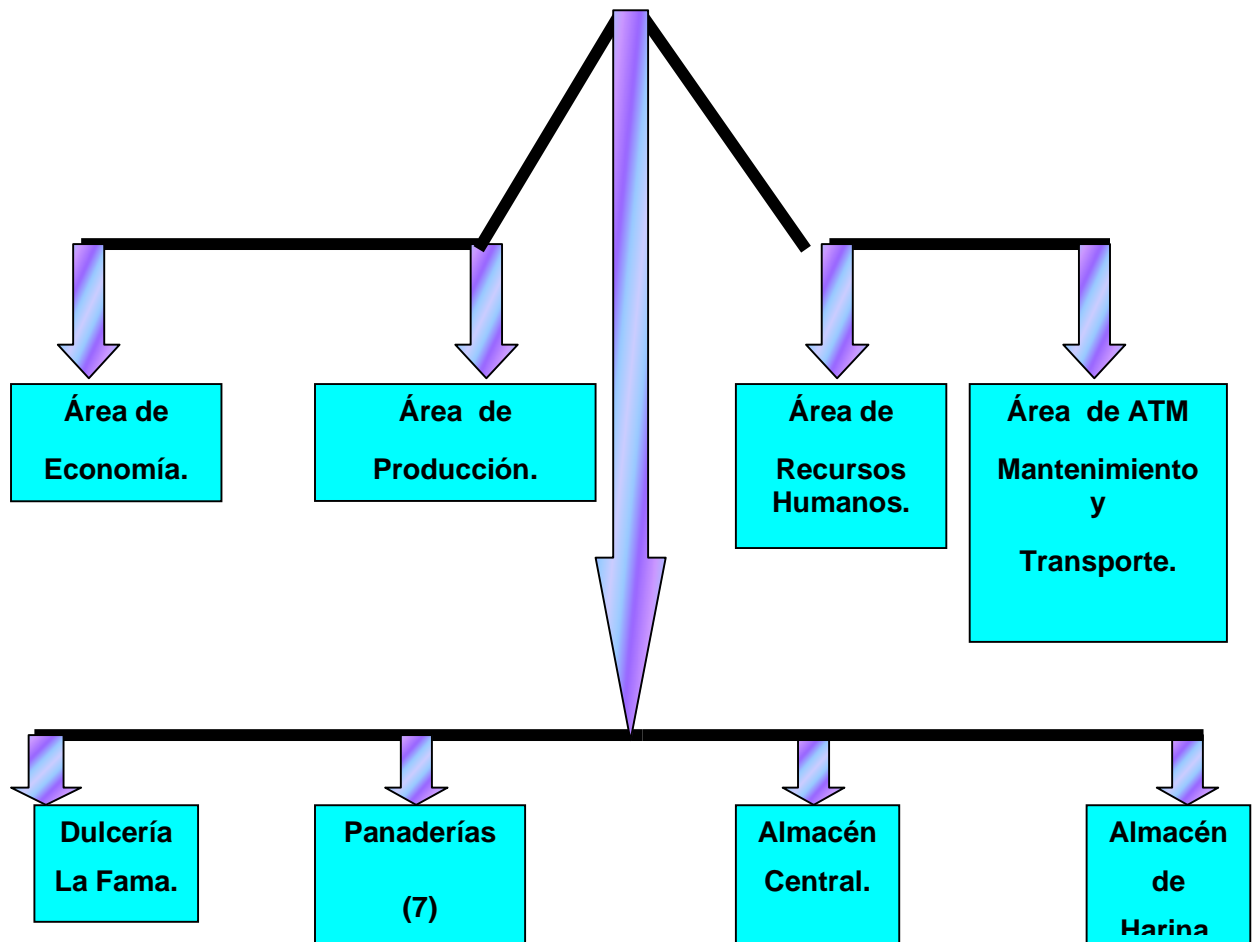 Área de
Economía.
Área de
Producción.
Área de
Recursos
Humanos.
Área de ATM
Mantenimiento
y
Transporte.
Dulcería
La Fama.
Panaderías
(7)
Almacén
Central.
Almacén
de
Harina